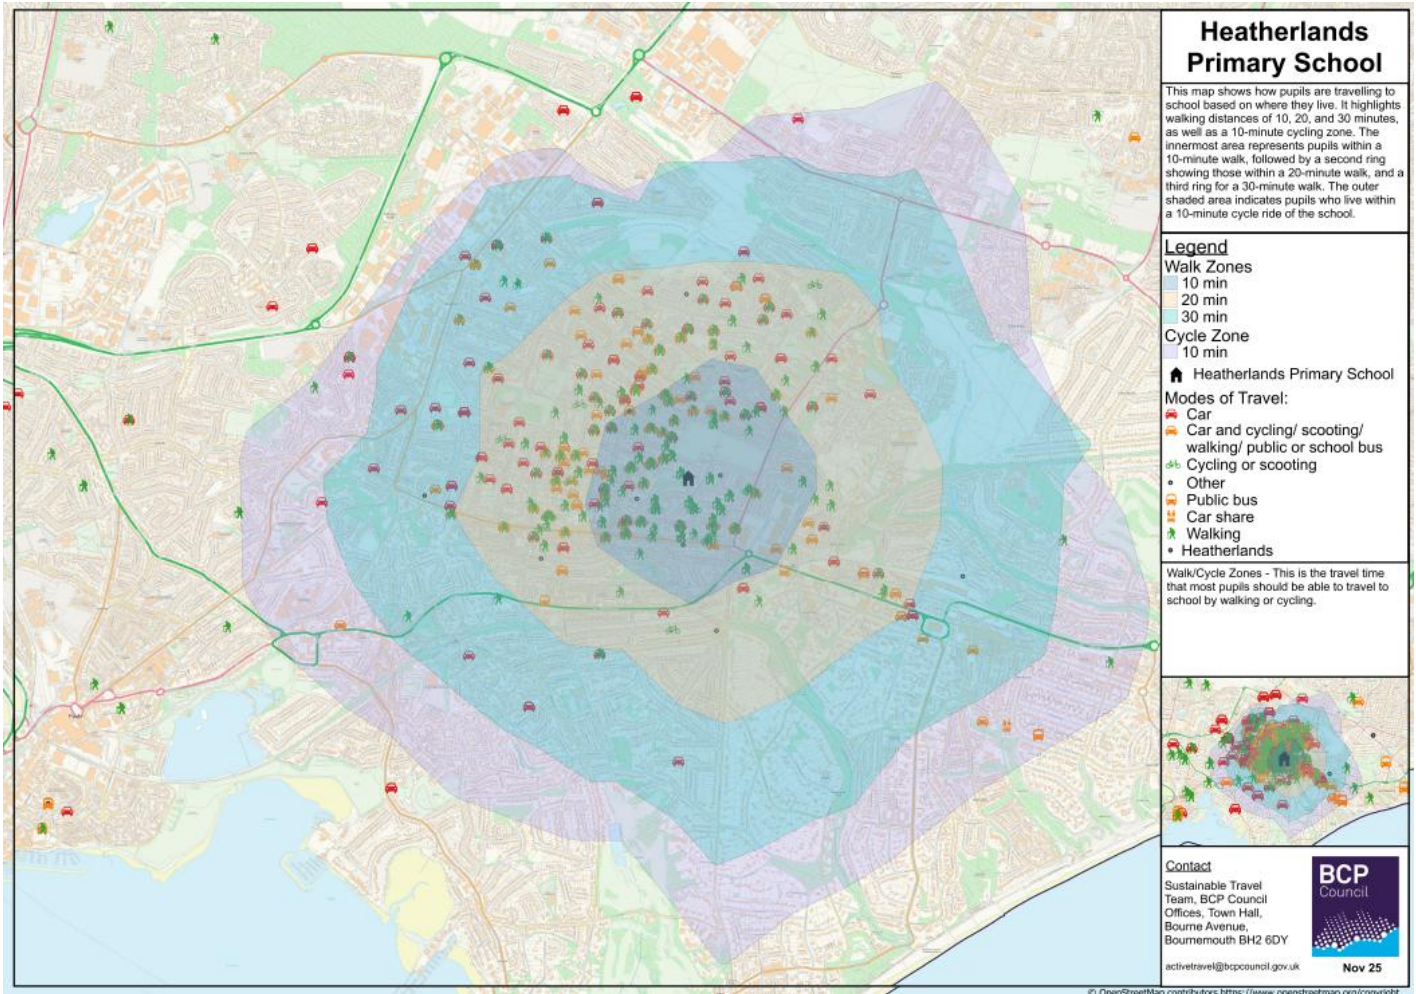 Heatherlands
Primary School
This map shows how pupils are travelling to
school based on where they live. It highlights
walking distances of 10, 20, and 30 minutes,
as well as a 10-minute cycling zone. The
innermost area represents pupils within a
10-minute walk, followed by a second ring
showing those within a 20-minute walk, and a
third ring for a 30-minute walk. The outer
shaded area indicates pupils who live within
a 10-minute cycle ride of the school.
Legend
Walk Zones
10 min
20 min
30 min
Cycle Zone
10 min
Heatherlands Primary School
Modes of Travel:
Car
Car and cycling/ scooting/
walking/ public or school bus
Cycling or scooting
Other
Public bus
Car share
Walking
Heatherlands
Walk/Cycle Zones - This is the travel time
that most pupils should be able to travel to
school by walking or cycling.
Contact
Sustainable Travel
Team, BCP Council
Offices, Town Hall,
Bourne Avenue,
Bournemouth BH2 6DY
activetravel@bcpcouncil.gov.uk
BCP
Council
Nov 25
Poole
© OpenStreetMap contributors https://www.openstreetmap.org/copyright